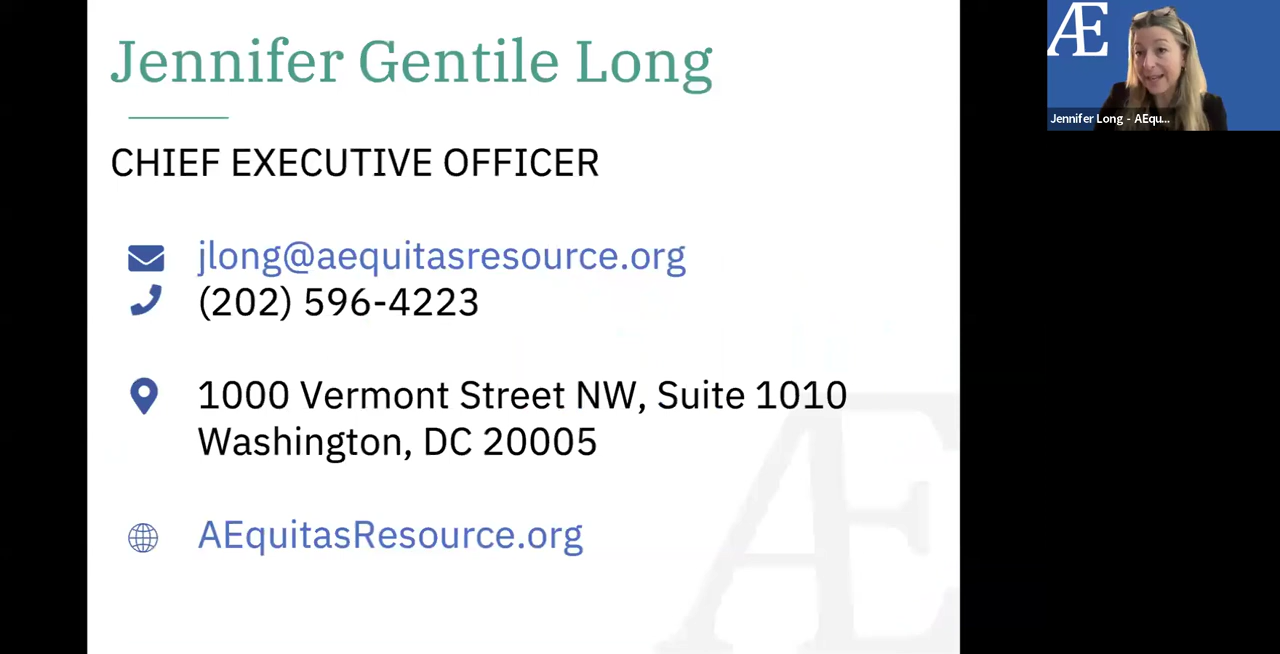 Jennifer Gentile Long
CHIEF EXECUTIVE OFFICER
jlong@aequitasresource.org
(202) 596-4223
1000 Vermont Street NW, Suite 1010
Washington, DC 20005
AEquitasResource.org
Æ
Æ
Jennifer Long - AEqu...